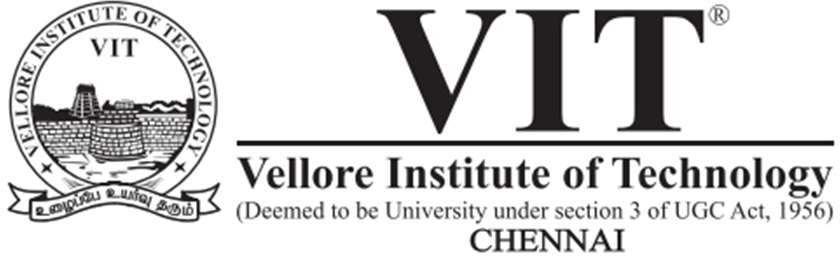 VELLORE INSTITUTE OF TECHNOLOGY
VIT
உழைப்பே உயர்வு தரும்
VIT®
Vellore Institute of Technology
(Deemed to be University under section 3 of UGC Act, 1956)
CHENNAI